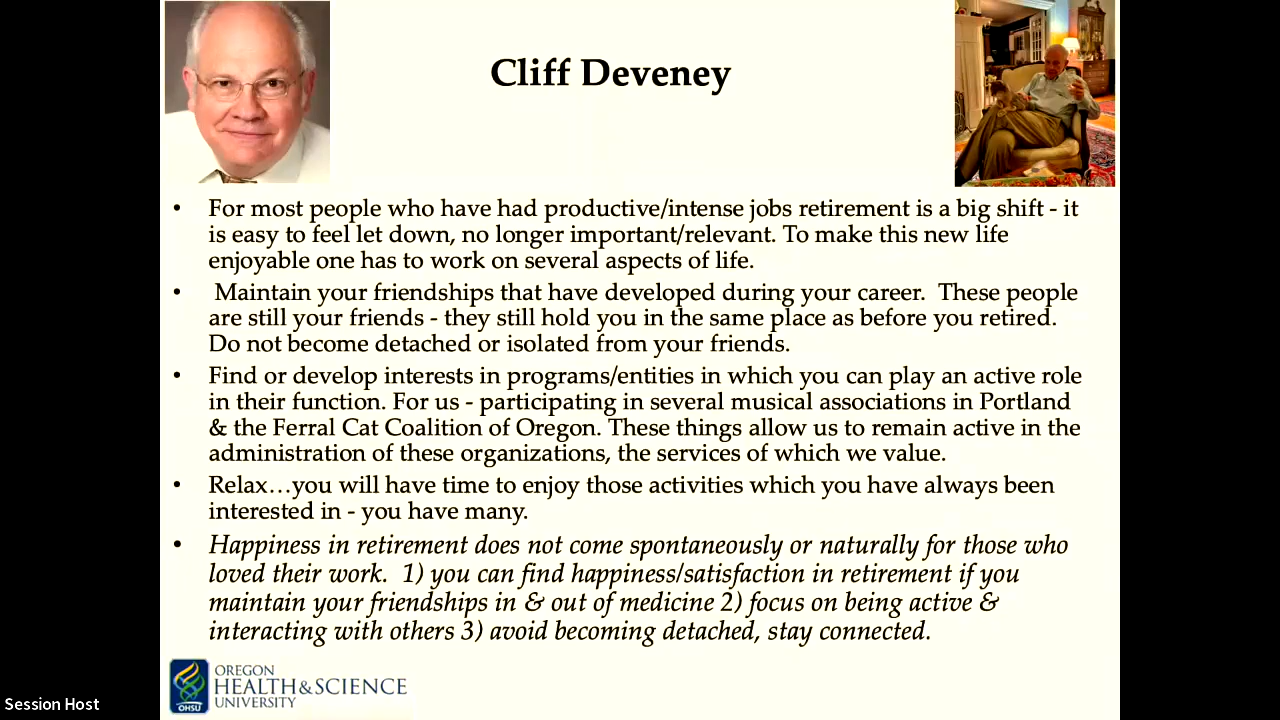 Cliff Deveney
• For most people who have had productive/intense jobs retirement is a big shift - it
is easy to feel let down, no longer important/relevant. To make this new life
enjoyable one has to work on several aspects of life.
• Maintain your friendships that have developed during your career. These people
are still your friends - they still hold you in the same place as before you retired.
Do not become detached or isolated from your friends.
• Find or develop interests in programs/entities in which you can play an active role
in their function. For us - participating in several musical associations in Portland
& the Ferral Cat Coalition of Oregon. These things allow us to remain active in the
administration of these organizations, the services of which we value.
• Relax…you will have time to enjoy those activities which you have always been
interested in - you have many.
• Happiness in retirement does not come spontaneously or naturally for those who
loved their work. 1) you can find happiness/satisfaction in retirement if you
maintain your friendships in & out of medicine 2) focus on being active &
interacting with others 3) avoid becoming detached, stay connected.
OHSU
OREGON
HEALTH & SCIENCE
UNIVERSITY
Session Host